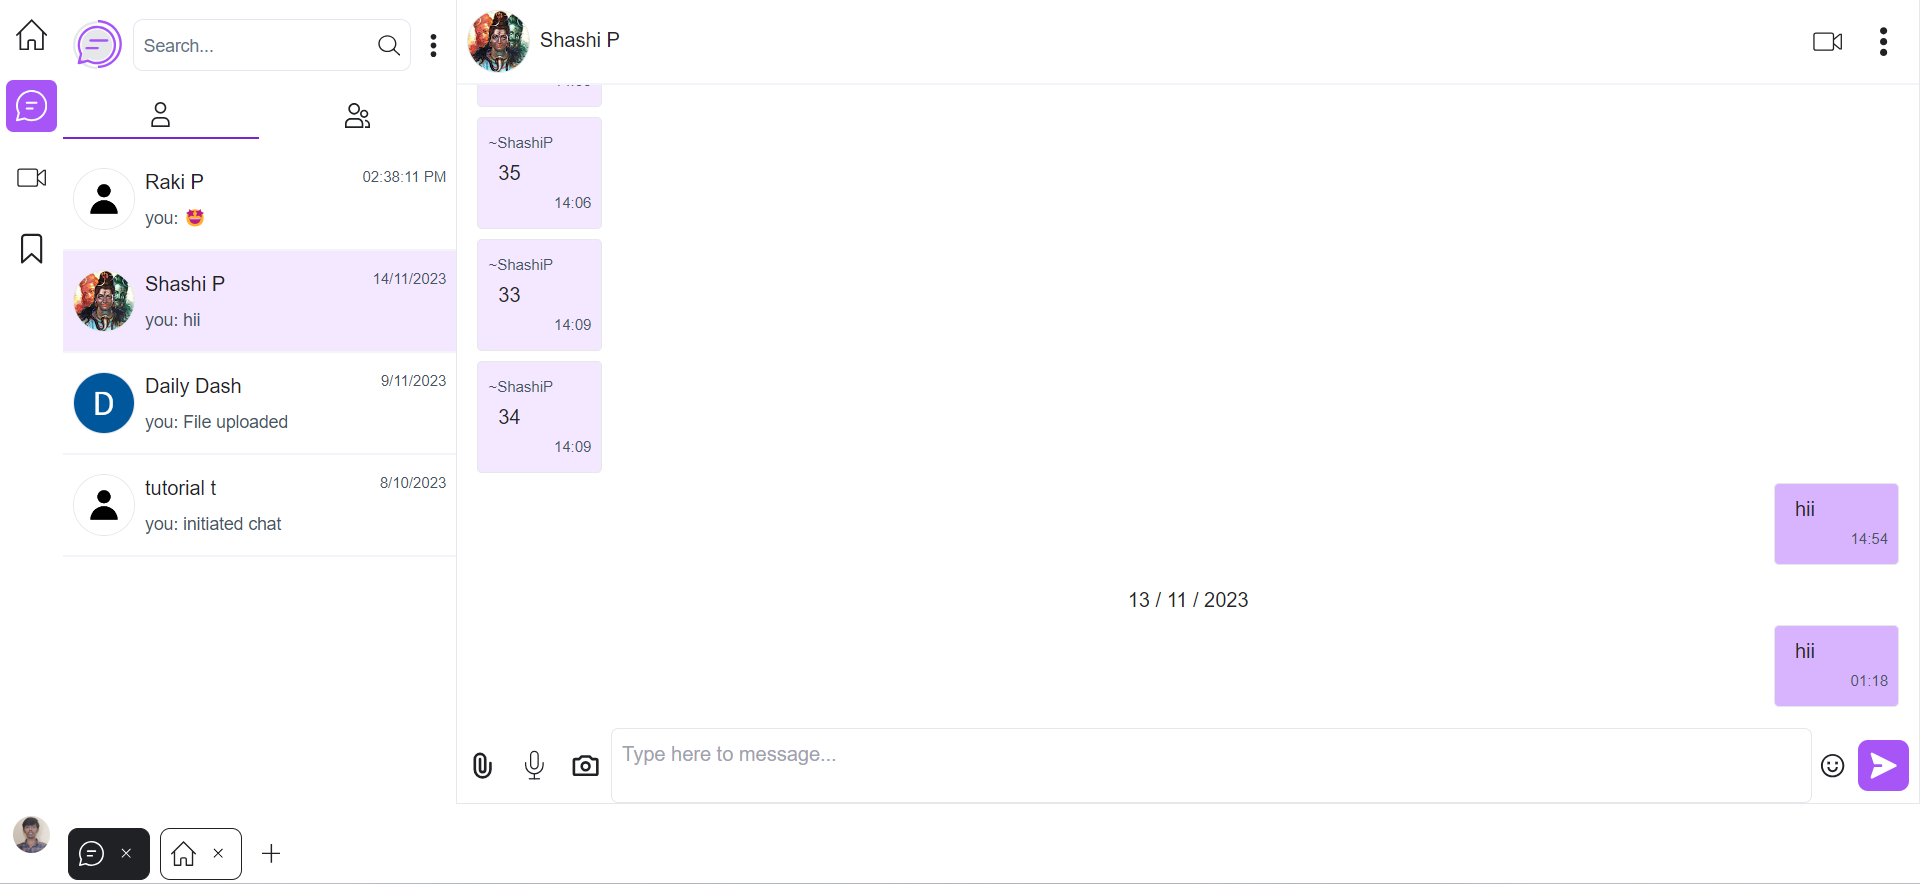 Search...
Raki P
02:38:11 PM
you: 🤩
Shashi P
14/11/2023
you: hii
D
Daily Dash
9/11/2023
you: File uploaded
tutorial t
8/10/2023
you: initiated chat
Shashi P
~ShashiP
35
14:06
~ShashiP
33
14:09
~ShashiP
34
14:09
hii
14:54
13 / 11 / 2023
hii
01:18
Type here to message...